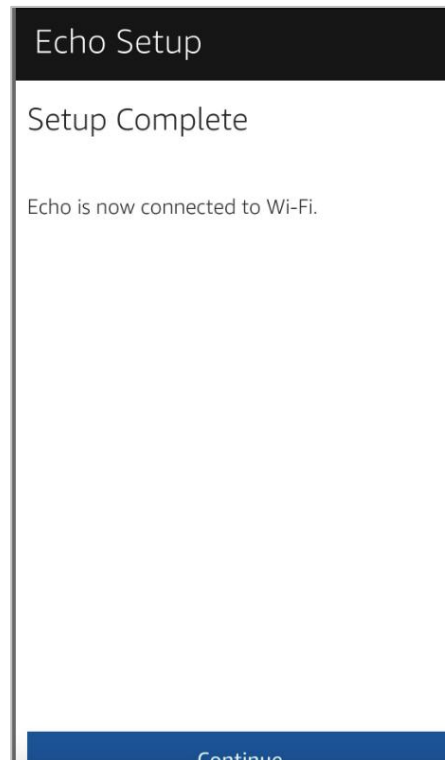 Echo Setup
Setup Complete
Echo is now connected to Wi-Fi.
Continue